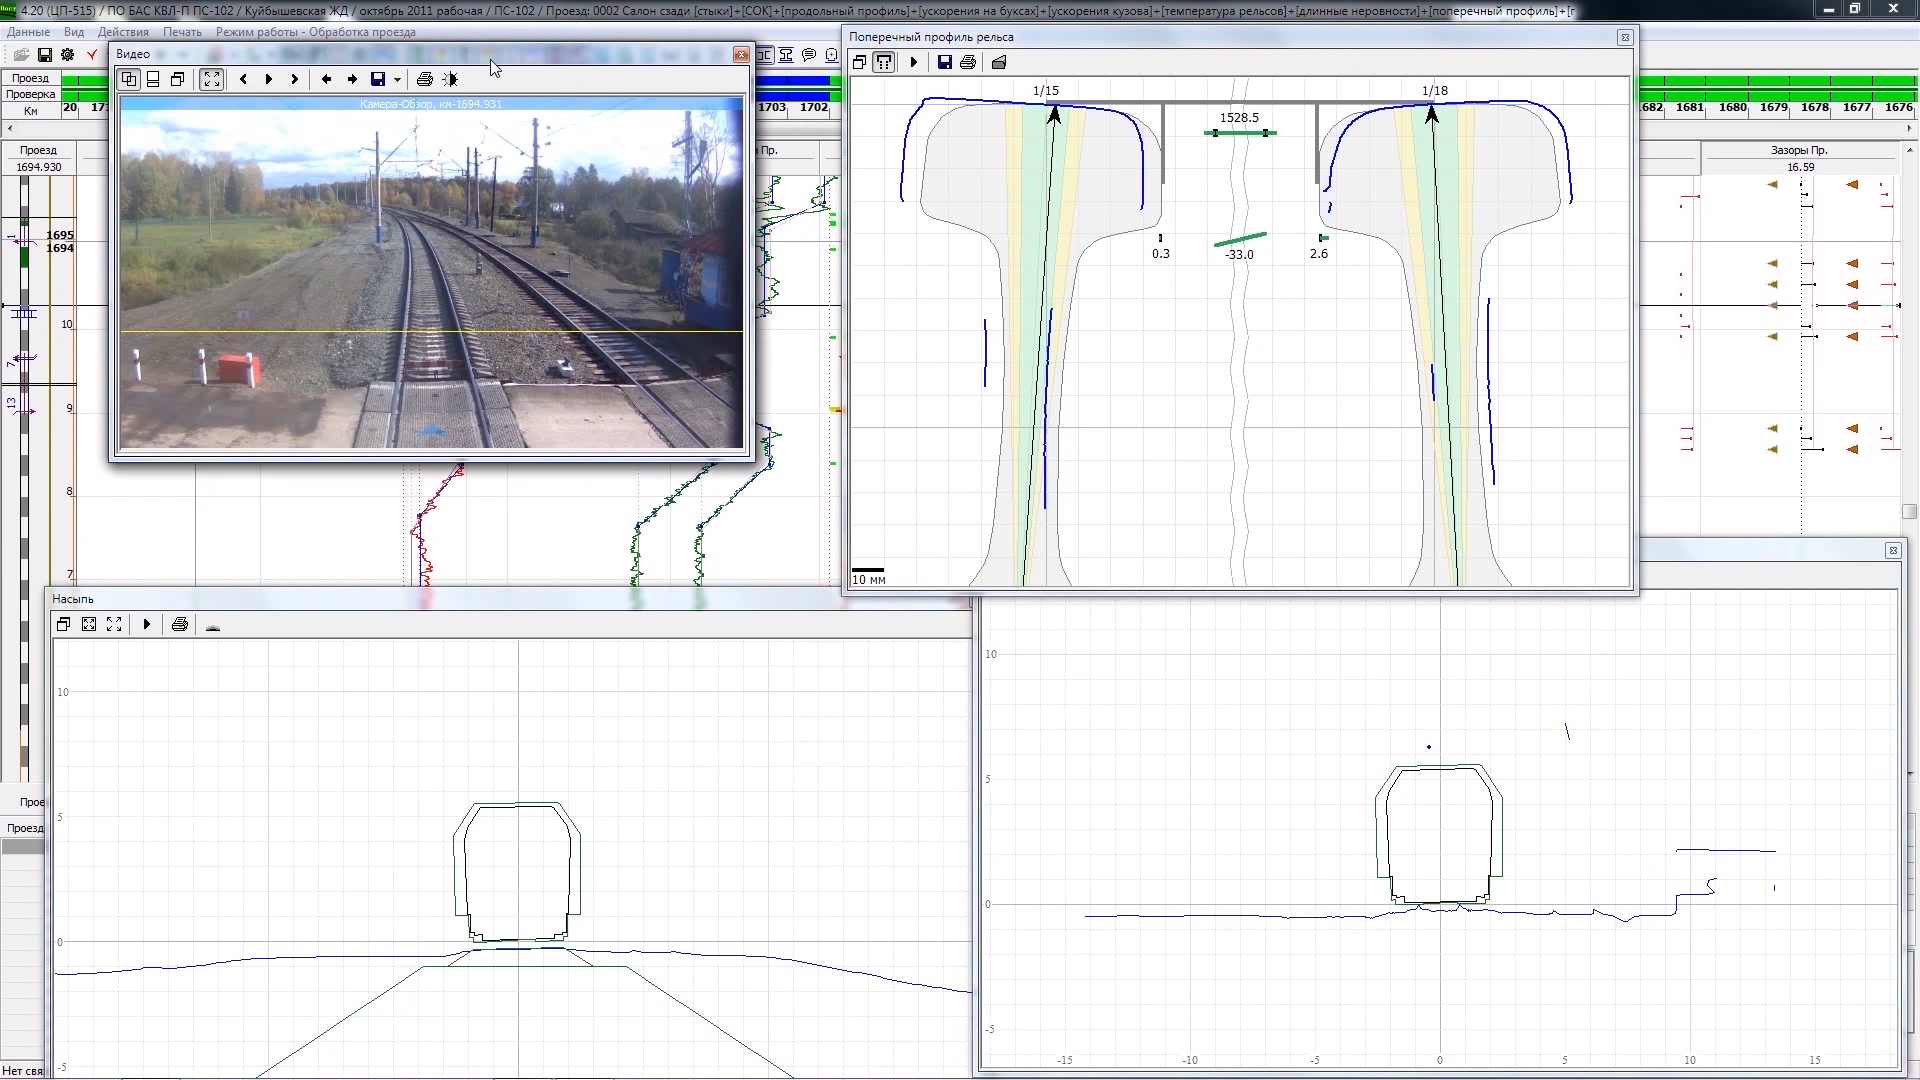 4.20 (ЦП-515) / ПО БАС КВЛ-П ПС-102 / Куйбышевская ЖД / октябрь 2011 рабочая / ПС-102 / Проезд: 0002 Салон сзади [стыки]+[СОК]+[продольный профиль]+[ускорения на буксах]+[ускорения кузова]+[температура рельсов]+[длинные неровности]+[поперечный профиль]+[г
Данные Вид Действия Печать Режим работы - Обработка проезда
Видео
Поперечный профиль рельса
Проезд
Проверка
Км
20 171 1703 1702 682 1681 1680 1679 1678 1677 1676
Камера-Обзор, км-1694.931
1/15 1/18
1528.5
0.3 -33.0 2.6
10 мм
Проезд
1694.930
а Пр.
Зазоры Пр.
16.59
1
1695
1694
10
7
9
13
8
7
Насыпь
10
5
0
-5
10
5
0
-5
-15 -10 -5 0 5 10 15
Прое
Проезд
Нет свя